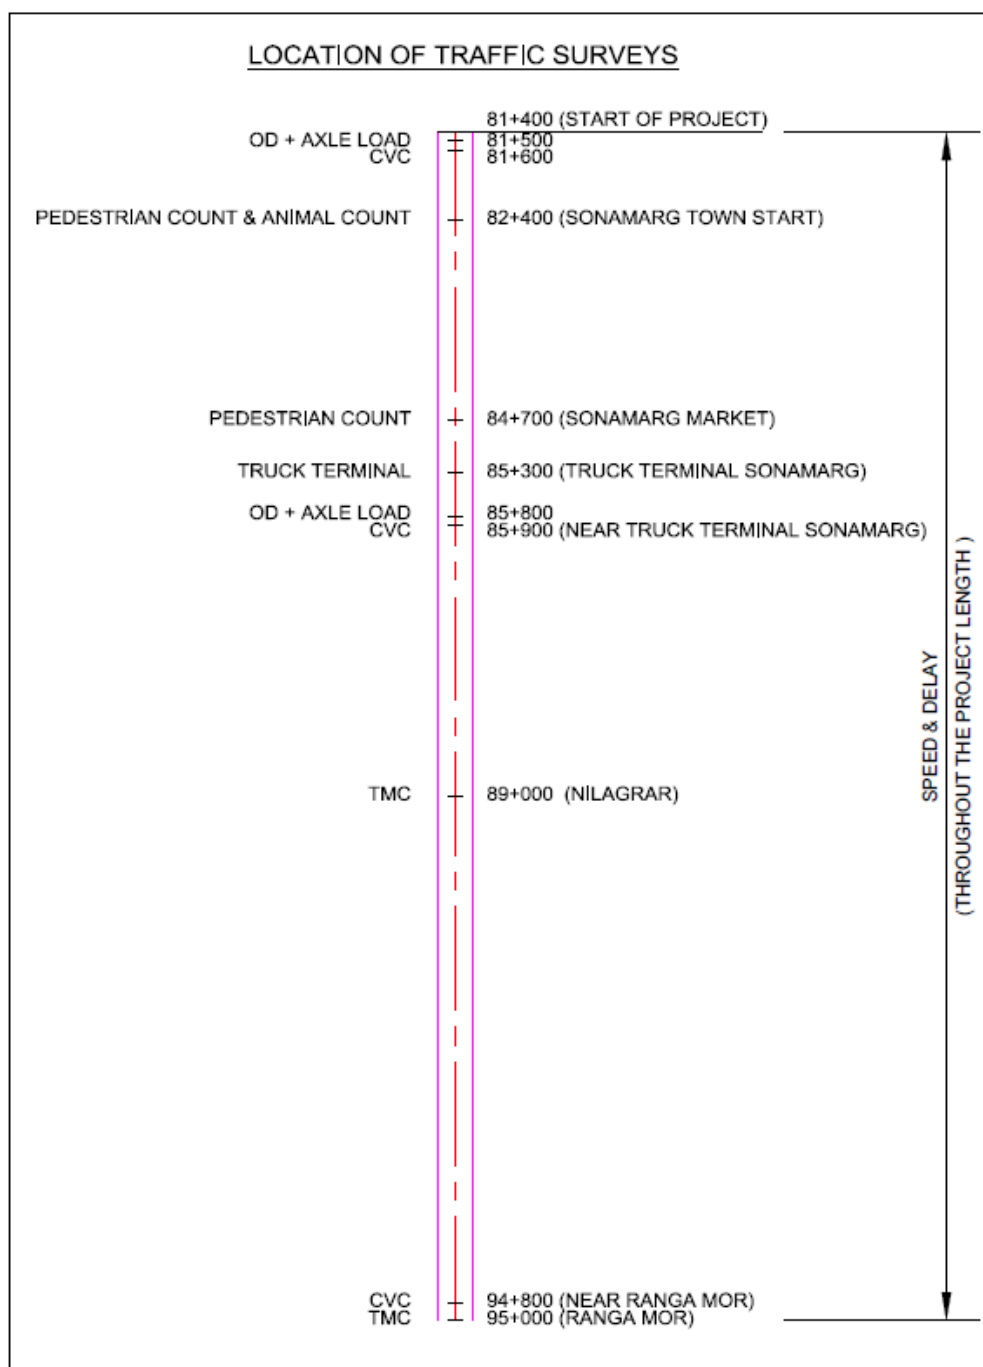 LOCATION OF TRAFFIC SURVEYS
81+400 (START OF PROJECT)
OD + AXLE LOAD 81+500
CVC 81+600
PEDESTRIAN COUNT & ANIMAL COUNT 82+400 (SONAMARG TOWN START)
PEDESTRIAN COUNT 84+700 (SONAMARG MARKET)
TRUCK TERMINAL 85+300 (TRUCK TERMINAL SONAMARG)
OD + AXLE LOAD 85+800
CVC 85+900 (NEAR TRUCK TERMINAL SONAMARG)
TMC 89+000 (NILAGRAR)
CVC 94+800 (NEAR RANGA MOR)
TMC 95+000 (RANGA MOR)
SPEED & DELAY
(THROUGHOUT THE PROJECT LENGTH )